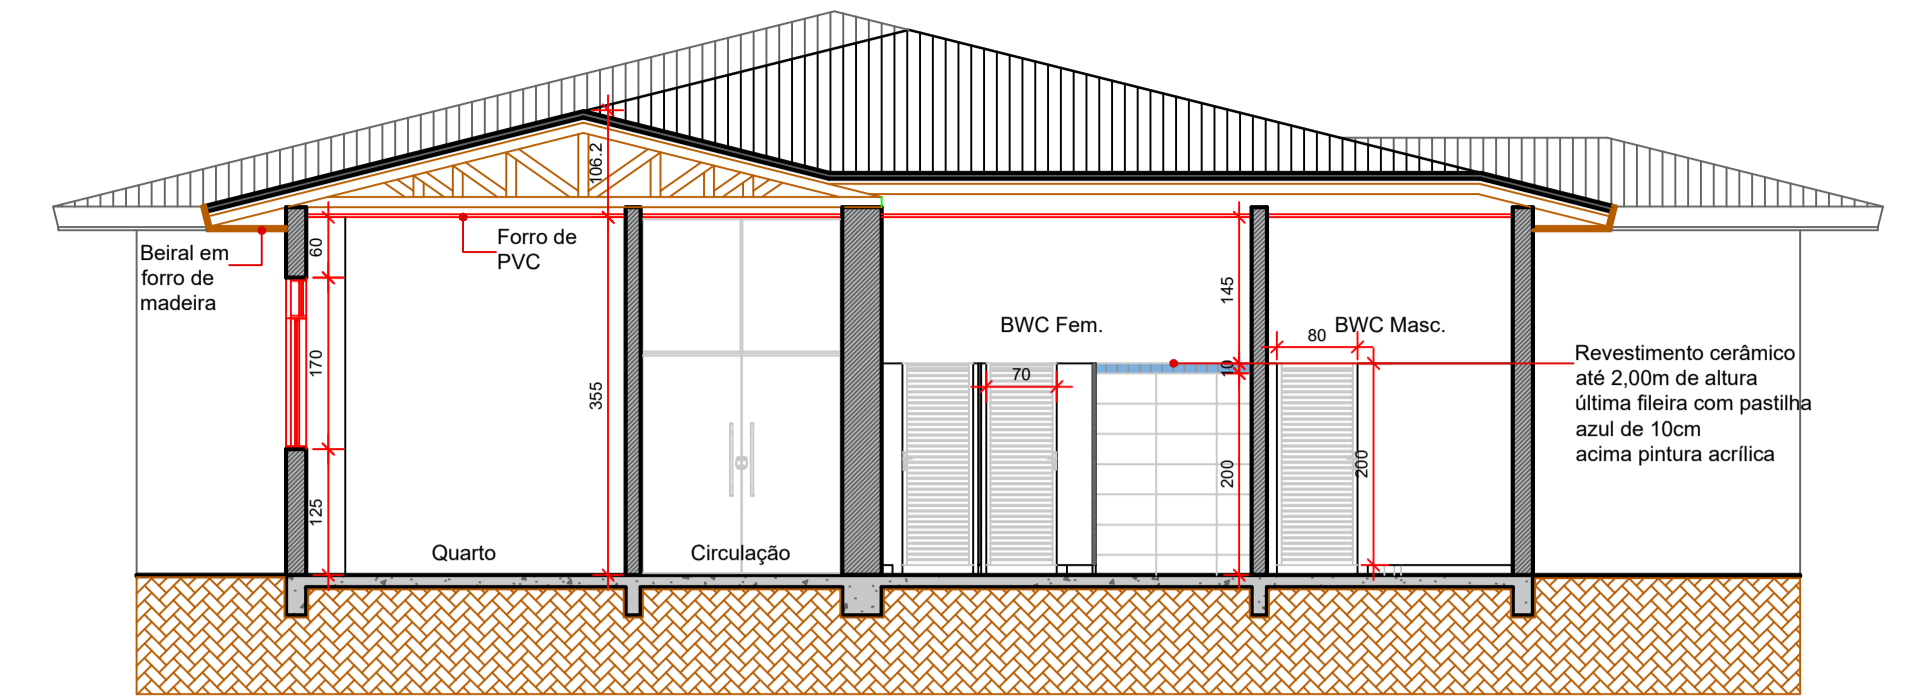 106.2
Beiral em
forro de
madeira
60
Forro de
PVC
170
355
125
Quarto
Circulação
BWC Fem.
145
10
70
200
BWC Masc.
80
200
Revestimento cerâmico
até 2,00m de altura
última fileira com pastilha
azul de 10cm
acima pintura acrílica